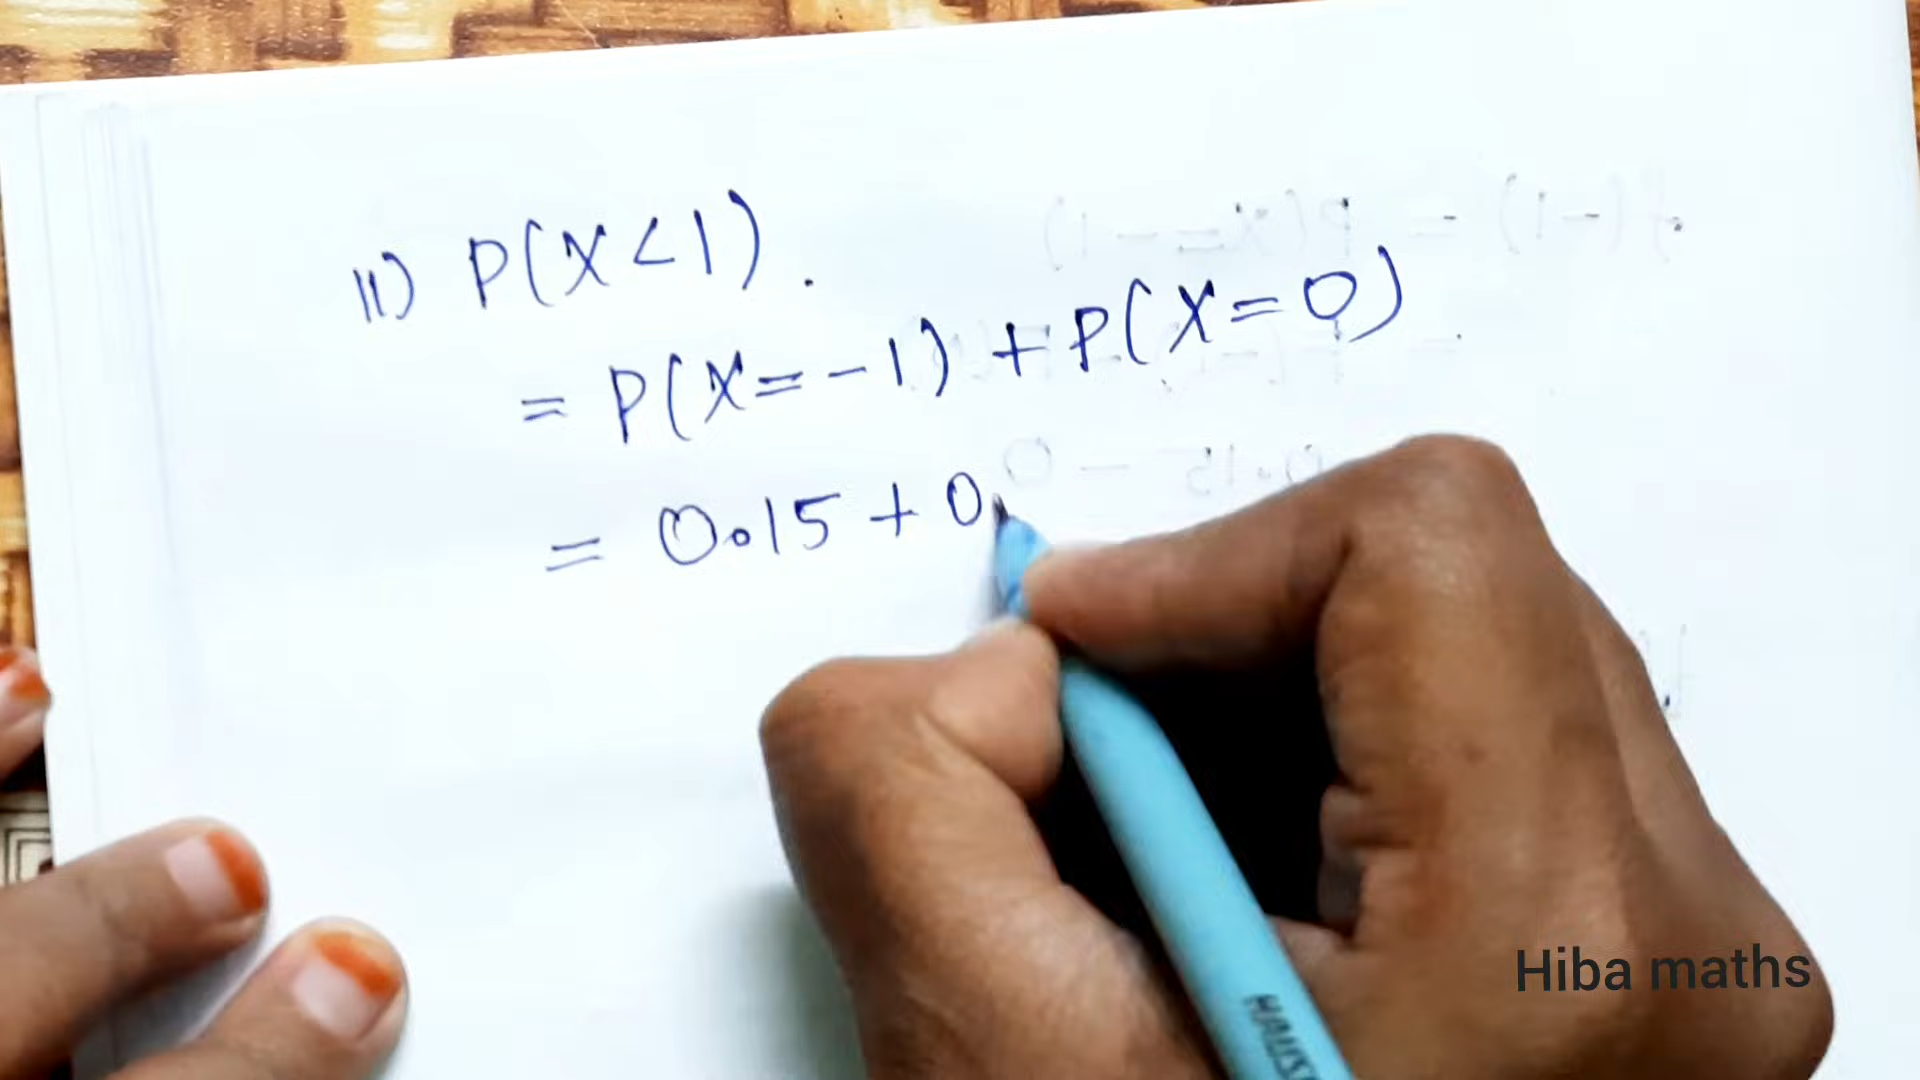 II) P(X<1).
= P(X=-1) + P(X=0)
= 0.15 + 0.
Hiba maths